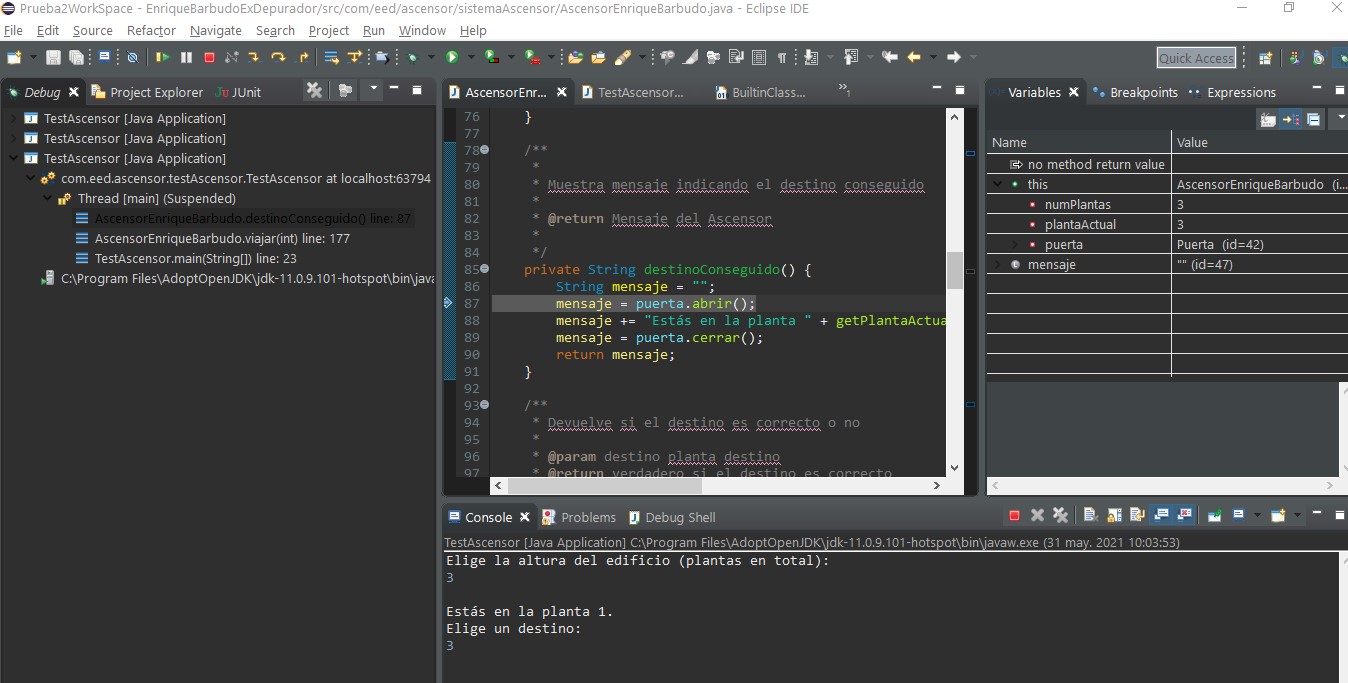 Prueba2WorkSpace - EnriqueBarbudoExDepurador/src/com/eed/ascensor/sistemaAscensor/AscensorEnriqueBarbudo.java - Eclipse IDE
File Edit Source Refactor Navigate Search Project Run Window Help
Quick Access
Debug Project Explorer JUnit
TestAscensor [Java Application]
TestAscensor [Java Application]
TestAscensor [Java Application]
com.eed.ascensor.testAscensor.TestAscensor at localhost:63794
Thread [main] (Suspended)
AscensorEnriqueBarbudo.destinoConseguido() line: 87
AscensorEnriqueBarbudo.viajar(int) line: 177
TestAscensor.main(String[]) line: 23
C:\Program Files\AdoptOpenJDK\jdk-11.0.9.101-hotspot\bin\java
AscensorEnr... TestAscensor... BuiltinClass... »1
76 }
77
78 /**
79 *
80 * Muestra mensaje indicando el destino conseguido
81 *
82 * @return Mensaje del Ascensor
83 *
84 */
85 private String destinoConseguido() {
86 String mensaje = "";
87 mensaje = puerta.abrir();
88 mensaje += "Estás en la planta " + getPlantaActua
89 mensaje = puerta.cerrar();
90 return mensaje;
91 }
92
93 /**
94 * Devuelve si el destino es correcto o no
95 *
96 * @param destino planta destino
97 * @return verdadero si el destino es correcto
Variables Breakpoints Expressions
Name Value
no method return value
this AscensorEnriqueBarbudo (i...
numPlantas 3
plantaActual 3
puerta Puerta (id=42)
mensaje "" (id=47)
Console Problems Debug Shell
TestAscensor [Java Application] C:\Program Files\AdoptOpenJDK\jdk-11.0.9.101-hotspot\bin\javaw.exe (31 may. 2021 10:03:53)
Elige la altura del edificio (plantas en total):
3
Estás en la planta 1.
Elige un destino:
3